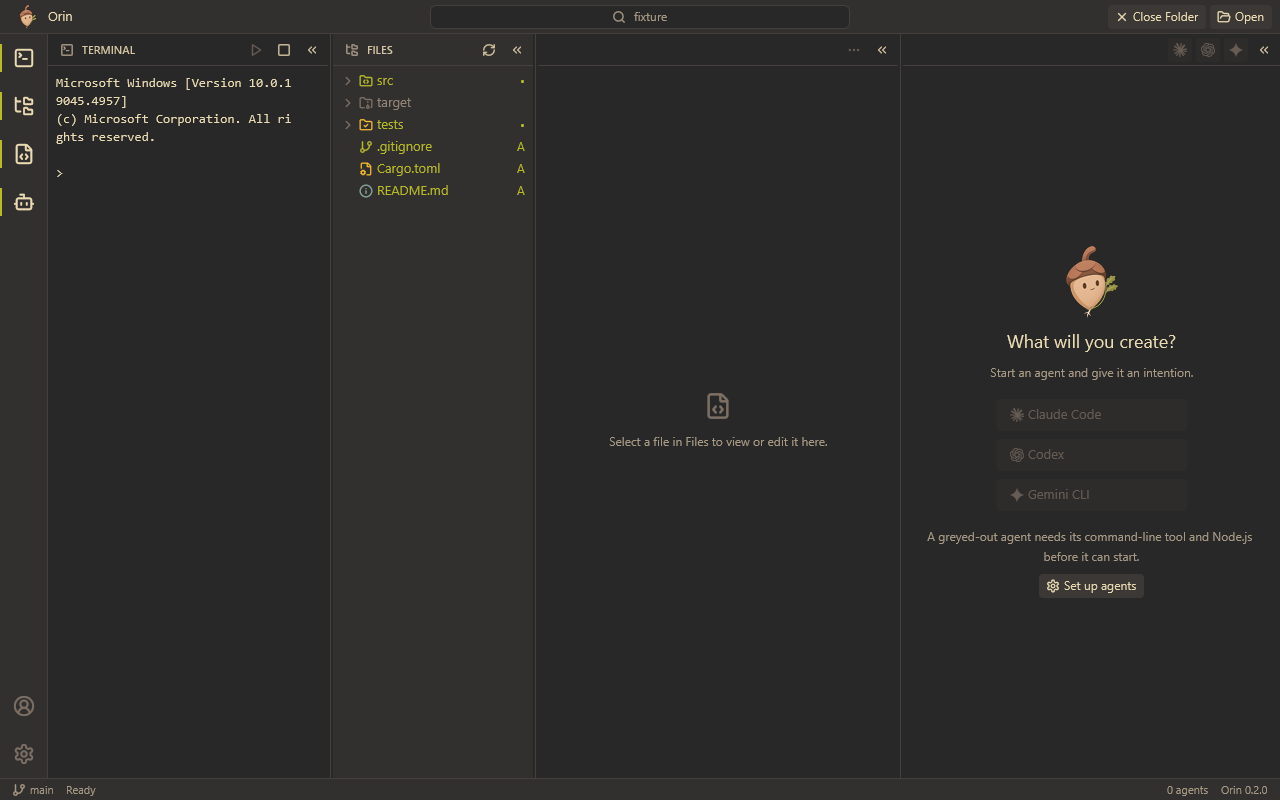 Orin
fixture
Close Folder
Open
TERMINAL
Microsoft Windows [Version 10.0.1
9045.4957]
(c) Microsoft Corporation. All ri
ghts reserved.
>
FILES
src
target
tests
.gitignore A
Cargo.toml A
README.md A
Select a file in Files to view or edit it here.
What will you create?
Start an agent and give it an intention.
Claude Code
Codex
Gemini CLI
A greyed-out agent needs its command-line tool and Node.js
before it can start.
Set up agents
main
Ready
0 agents
Orin 0.2.0